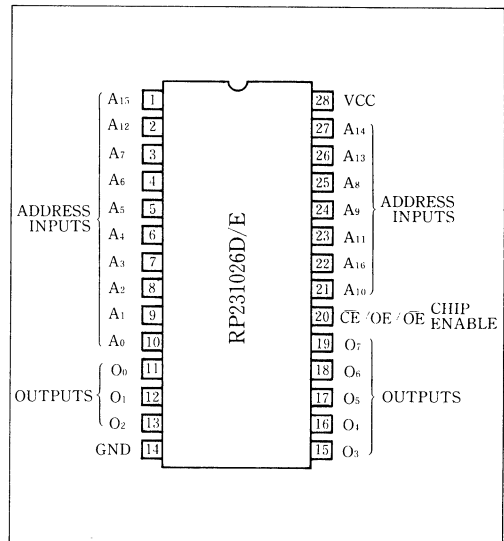 A15 1 28 VCC
A12 2 27 A14
A7 3 26 A13
A6 4 25 A8
ADDRESS INPUTS A5 5 24 A9 ADDRESS INPUTS
A4 6 23 A11
A3 7 22 A16
A2 8 21 A10
A1 9 20 C̅E̅/OE/O̅E̅ CHIP ENABLE
A0 10 19 O7
O0 11 18 O6
OUTPUTS O1 12 17 O5 OUTPUTS
O2 13 16 O4
GND 14 15 O3
RP231026D/E